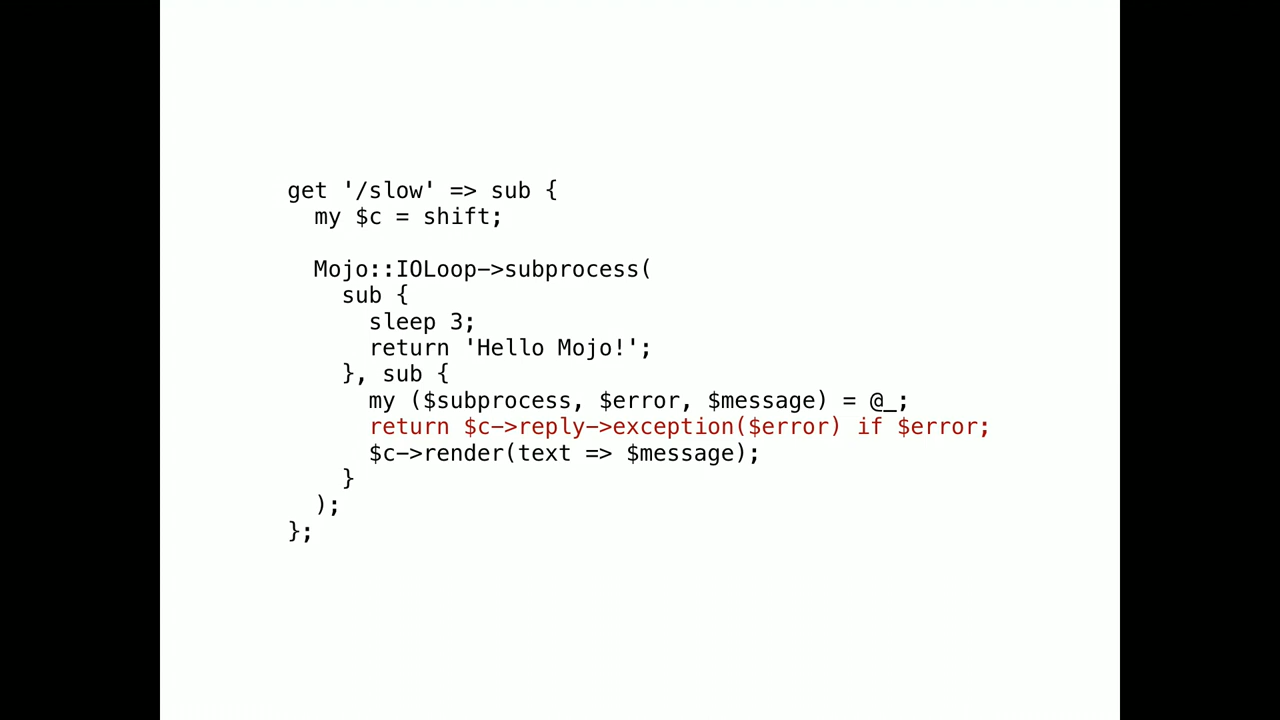 get '/slow' => sub {
  my $c = shift;

  Mojo::IOLoop->subprocess(
    sub {
      sleep 3;
      return 'Hello Mojo!';
    }, sub {
      my ($subprocess, $error, $message) = @_;
      return $c->reply->exception($error) if $error;
      $c->render(text => $message);
    }
  );
};